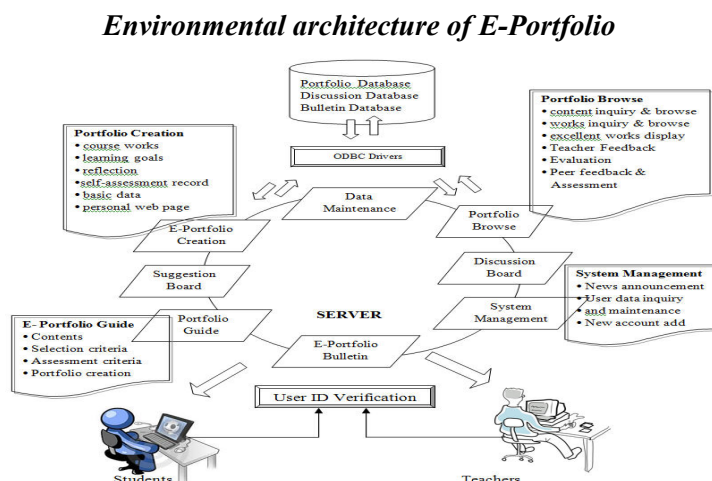 Environmental architecture of E-Portfolio
Portfolio Database
Discussion Database
Bulletin Database
ODBC Drivers
Portfolio Creation
• course works
• learning goals
• reflection
•self-assessment record
• basic data
• personal web page
Portfolio Browse
• content inquiry & browse
• works inquiry & browse
• excellent works display
• Teacher Feedback
• Evaluation
• Peer feedback &
Assessment
Data
Maintenance
E-Portfolio
Creation
Portfolio
Browse
Suggestion
Board
Discussion
Board
Portfolio
Guide
System
Management
SERVER
E-Portfolio
Bulletin
E- Portfolio Guide
• Contents
• Selection criteria
• Assessment criteria
• Portfolio creation
System Management
• News announcement
• User data inquiry
• and maintenance
• New account add
User ID Verification
Students
Teachers